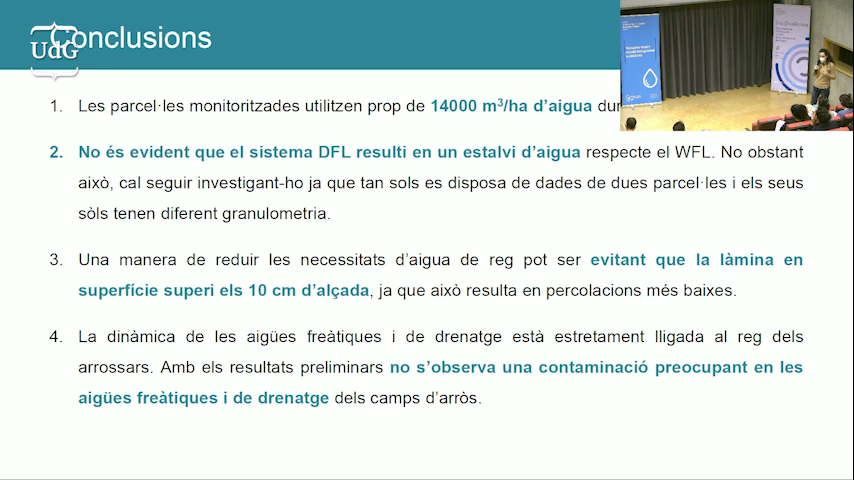 Conclusions
UdG
1. Les parcel·les monitoritzades utilitzen prop de 14000 m³/ha d’aigua
2. No és evident que el sistema DFL resulti en un estalvi d’aigua respecte el WFL. No obstant
això, cal seguir investigant-ho ja que tan sols es disposa de dades de dues parcel·les i els seus
sòls tenen diferent granulometria.
3. Una manera de reduir les necessitats d’aigua de reg pot ser evitant que la làmina en
superfície superi els 10 cm d’alçada, ja que això resulta en percolacions més baixes.
4. La dinàmica de les aigües freàtiques i de drenatge està estretament lligada al reg dels
arrossars. Amb els resultats preliminars no s’observa una contaminació preocupant en les
aigües freàtiques i de drenatge dels camps d’arròs.